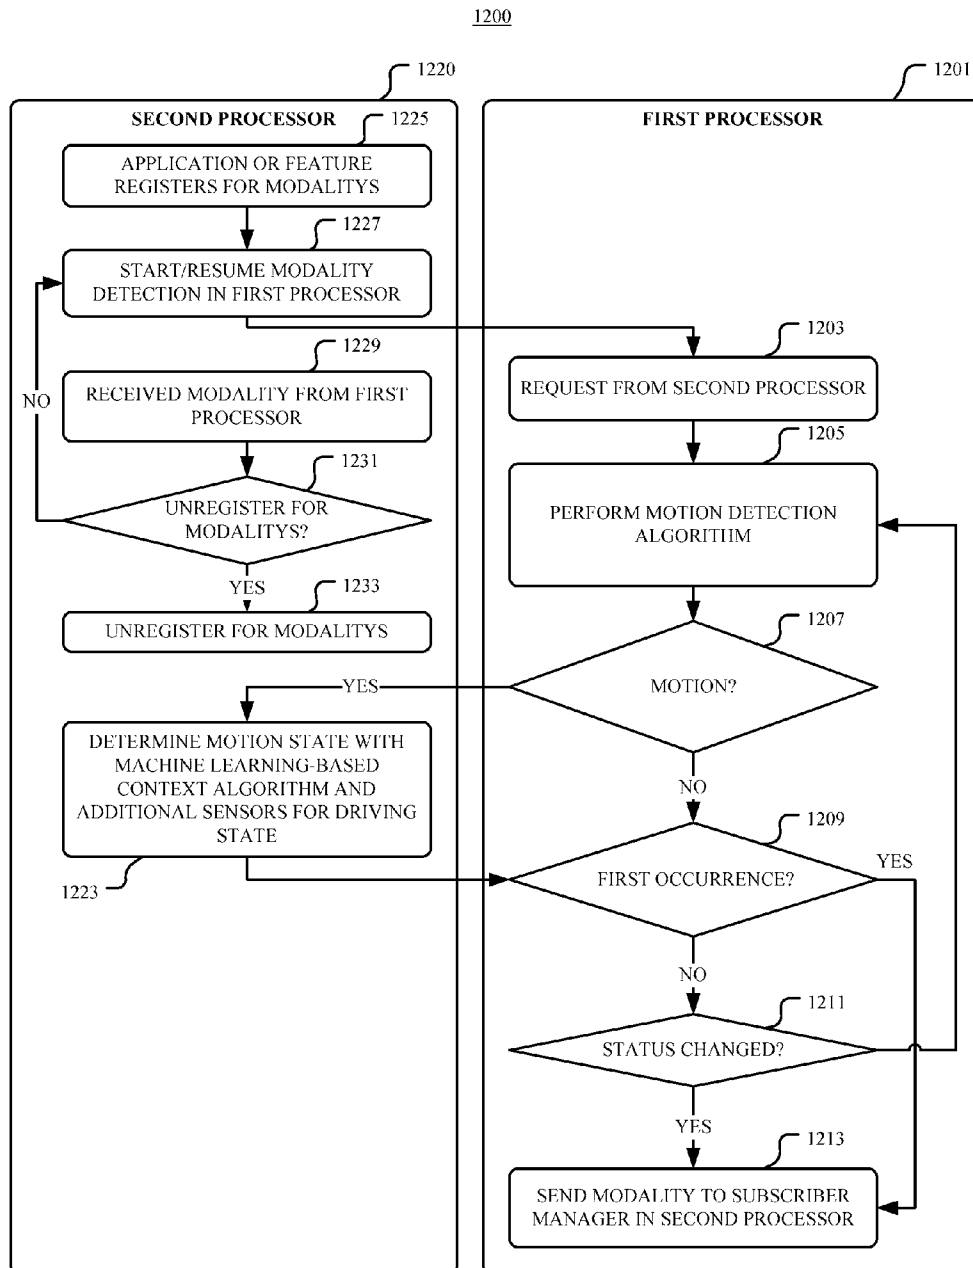 1200
1220
SECOND PROCESSOR
1225
APPLICATION OR FEATURE
REGISTERS FOR MODALITYS
1227
START/RESUME MODALITY
DETECTION IN FIRST PROCESSOR
1229
RECEIVED MODALITY FROM FIRST
PROCESSOR
NO
1231
UNREGISTER FOR
MODALITYS?
YES
1233
UNREGISTER FOR MODALITYS
YES
DETERMINE MOTION STATE WITH
MACHINE LEARNING-BASED
CONTEXT ALGORITHM AND
ADDITIONAL SENSORS FOR DRIVING
STATE
1223
1201
FIRST PROCESSOR
1203
REQUEST FROM SECOND PROCESSOR
1205
PERFORM MOTION DETECTION
ALGORITHM
1207
MOTION?
NO
1209
FIRST OCCURRENCE?
YES
NO
1211
STATUS CHANGED?
YES
1213
SEND MODALITY TO SUBSCRIBER
MANAGER IN SECOND PROCESSOR